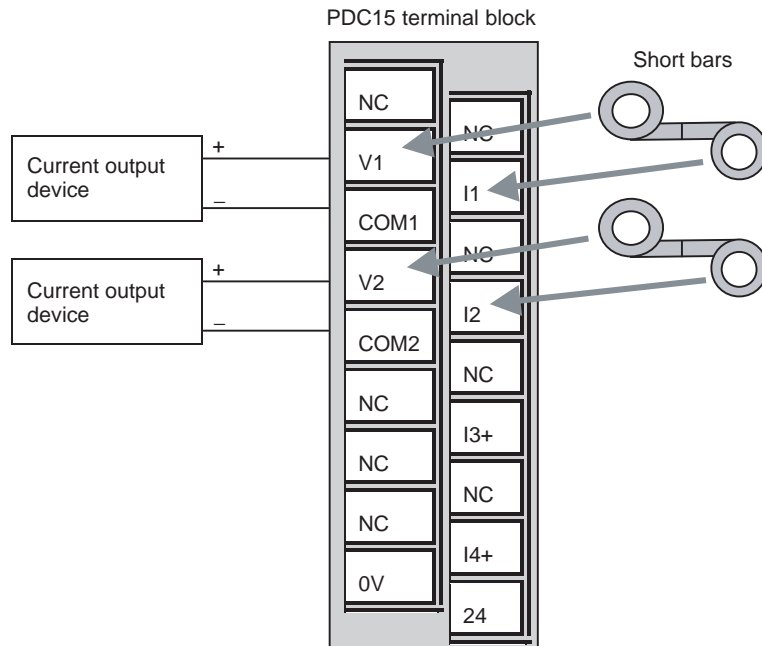 PDC15 terminal block
Short bars
NC
V1
COM1
V2
COM2
NC
NC
NC
0V
NC
I1
NC
I2
NC
I3+
NC
I4+
24
Current output
device
+
–
Current output
device
+
–